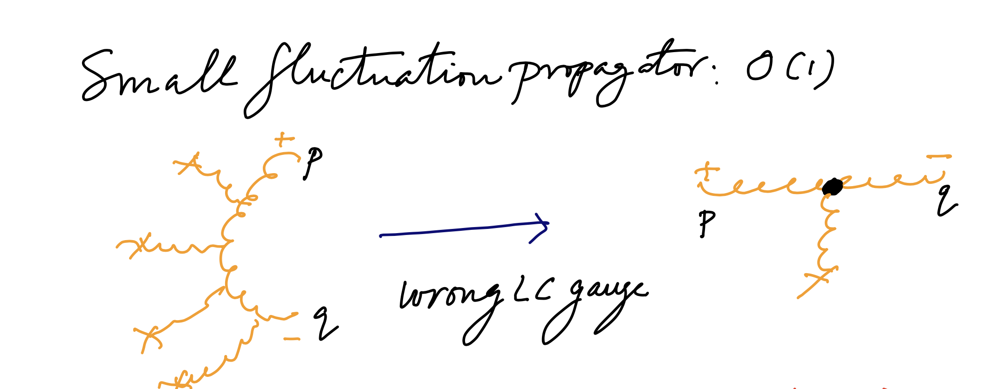 Small fluctuation propagator: O(1)
+ p
+ −
p q
wrong LC gauge
q
−